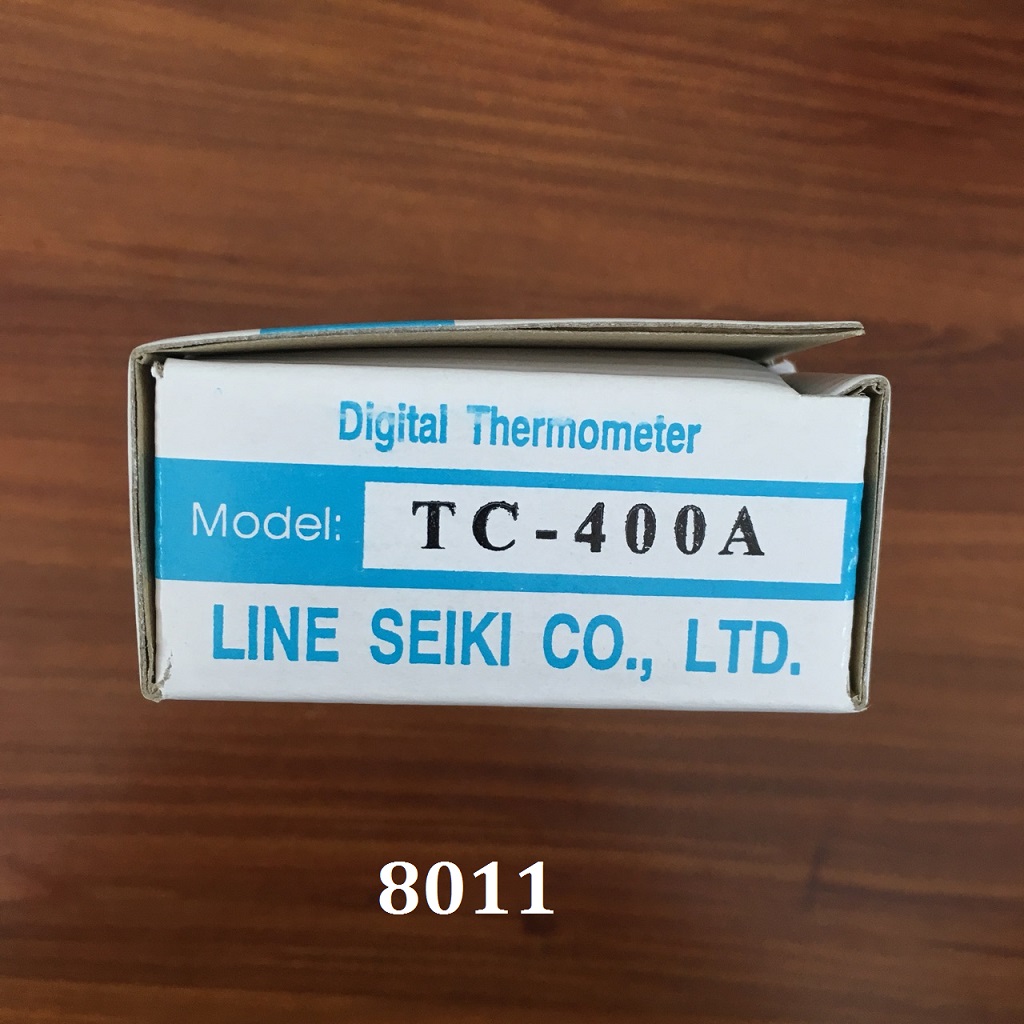 Digital Thermometer
Model: TC-400A
LINE SEIKI CO., LTD.
8011